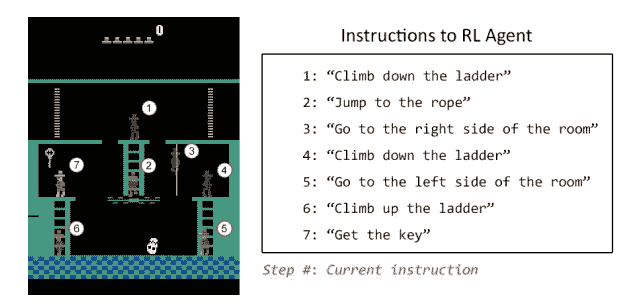 0
Instructions to RL Agent
1
2
3
4
5
6
7
1: “Climb down the ladder”
2: “Jump to the rope”
3: “Go to the right side of the room”
4: “Climb down the ladder”
5: “Go to the left side of the room”
6: “Climb up the ladder”
7: “Get the key”
Step #: Current instruction